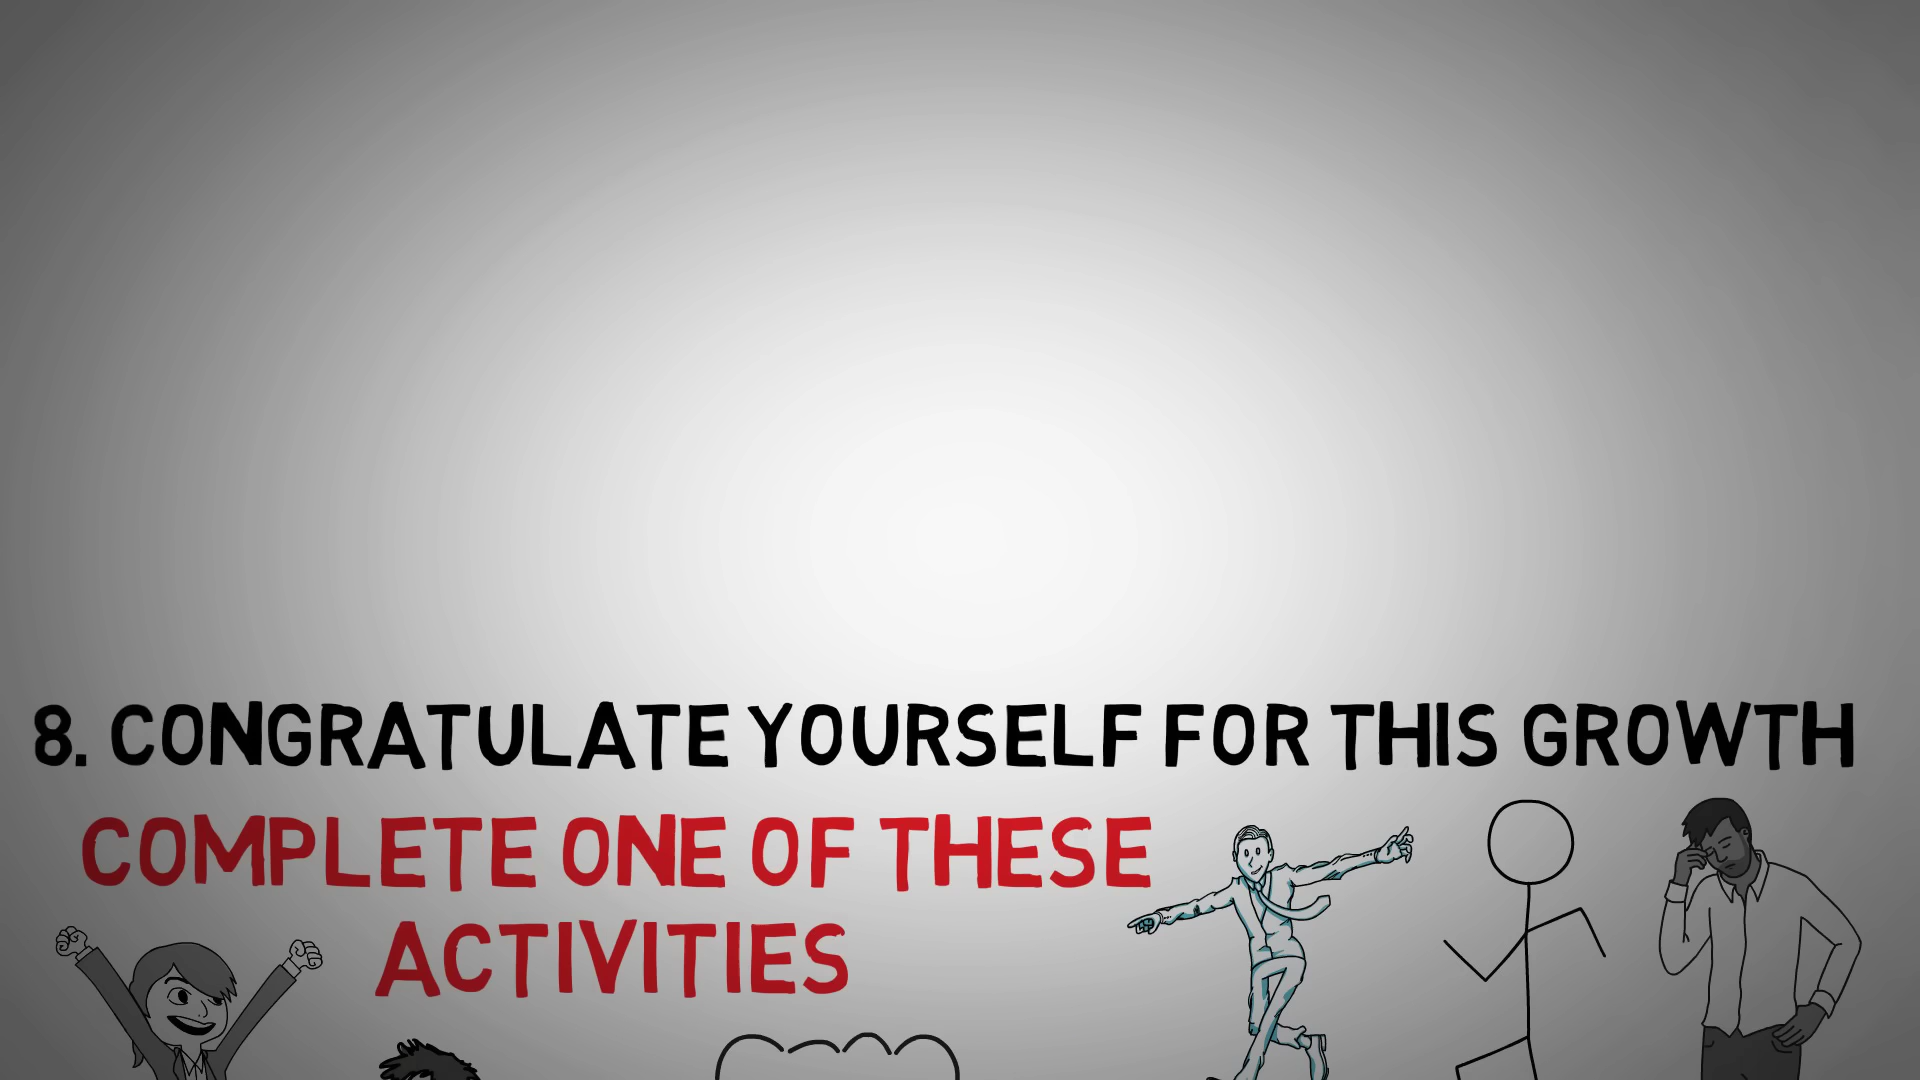 8. CONGRATULATE YOURSELF FOR THIS GROWTH
COMPLETE ONE OF THESE
ACTIVITIES